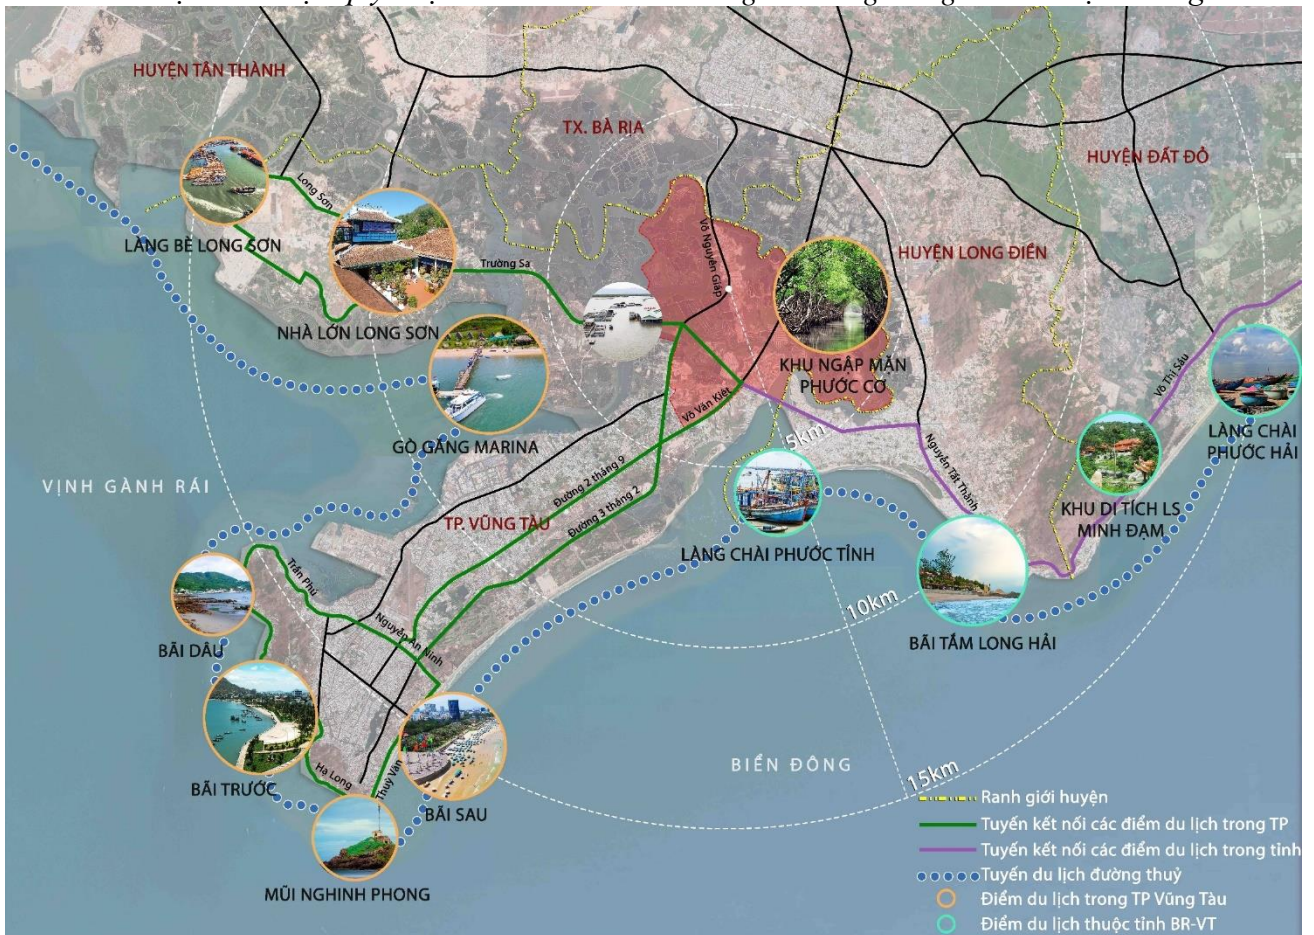 HUYỆN TÂN THÀNH
TX. BÀ RỊA
HUYỆN ĐẤT ĐỎ
Long Sơn
LÀNG BÈ LONG SƠN
Võ Nguyên Giáp
HUYỆN LONG ĐIỀN
Trường Sa
NHÀ LỚN LONG SƠN
KHU NGẬP MẶN
PHƯỚC CƠ
Võ Thị Sáu
Võ Văn Kiệt
GÒ GĂNG MARINA
5km
LÀNG CHÀI
PHƯỚC HẢI
Nguyễn Tất Thành
VỊNH GÀNH RÁI
Đường 2 tháng 9
KHU DI TÍCH LS
MINH ĐẠM
TP. VŨNG TÀU
Đường 3 tháng 2
LÀNG CHÀI PHƯỚC TỈNH
Trần Phú
10km
Nguyễn An Ninh
BÃI DÂU
BÃI TẮM LONG HẢI
BIỂN ĐÔNG
15km
Hạ Long
Thuỳ Vân
BÃI TRƯỚC
BÃI SAU
MŨI NGHINH PHONG
Ranh giới huyện
Tuyến kết nối các điểm du lịch trong TP
Tuyến kết nối các điểm du lịch trong tỉnh
Tuyến du lịch đường thuỷ
Điểm du lịch trong TP Vũng Tàu
Điểm du lịch thuộc tỉnh BR-VT